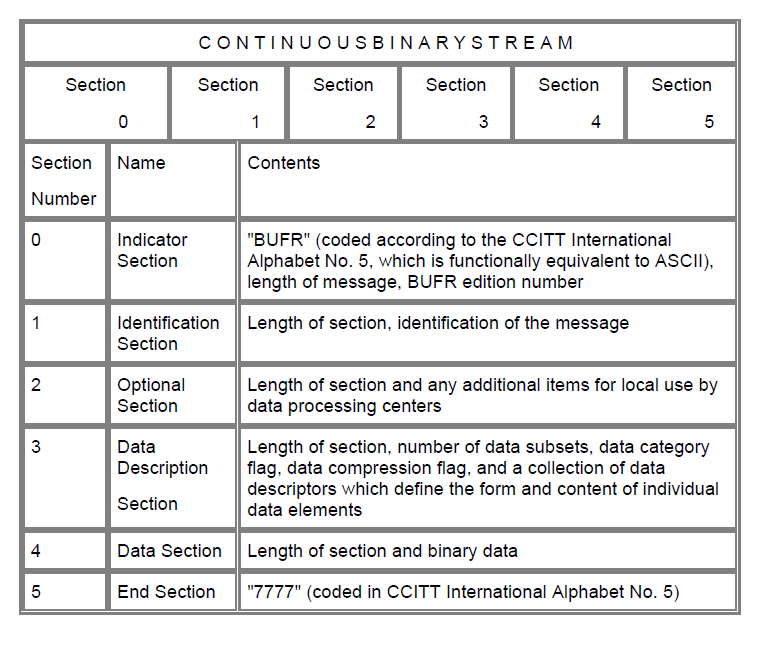 C O N T I N U O U S B I N A R Y S T R E A M
Section Section Section Section Section Section
0 1 2 3 4 5
Section Name Contents
Number
0 Indicator "BUFR" (coded according to the CCITT International
Section Alphabet No. 5, which is functionally equivalent to ASCII),
length of message, BUFR edition number
1 Identification Length of section, identification of the message
Section
2 Optional Length of section and any additional items for local use by
Section data processing centers
3 Data Length of section, number of data subsets, data category
Description flag, data compression flag, and a collection of data
descriptors which define the form and content of individual
Section
data elements
4 Data Section Length of section and binary data
5 End Section "7777" (coded in CCITT International Alphabet No. 5)